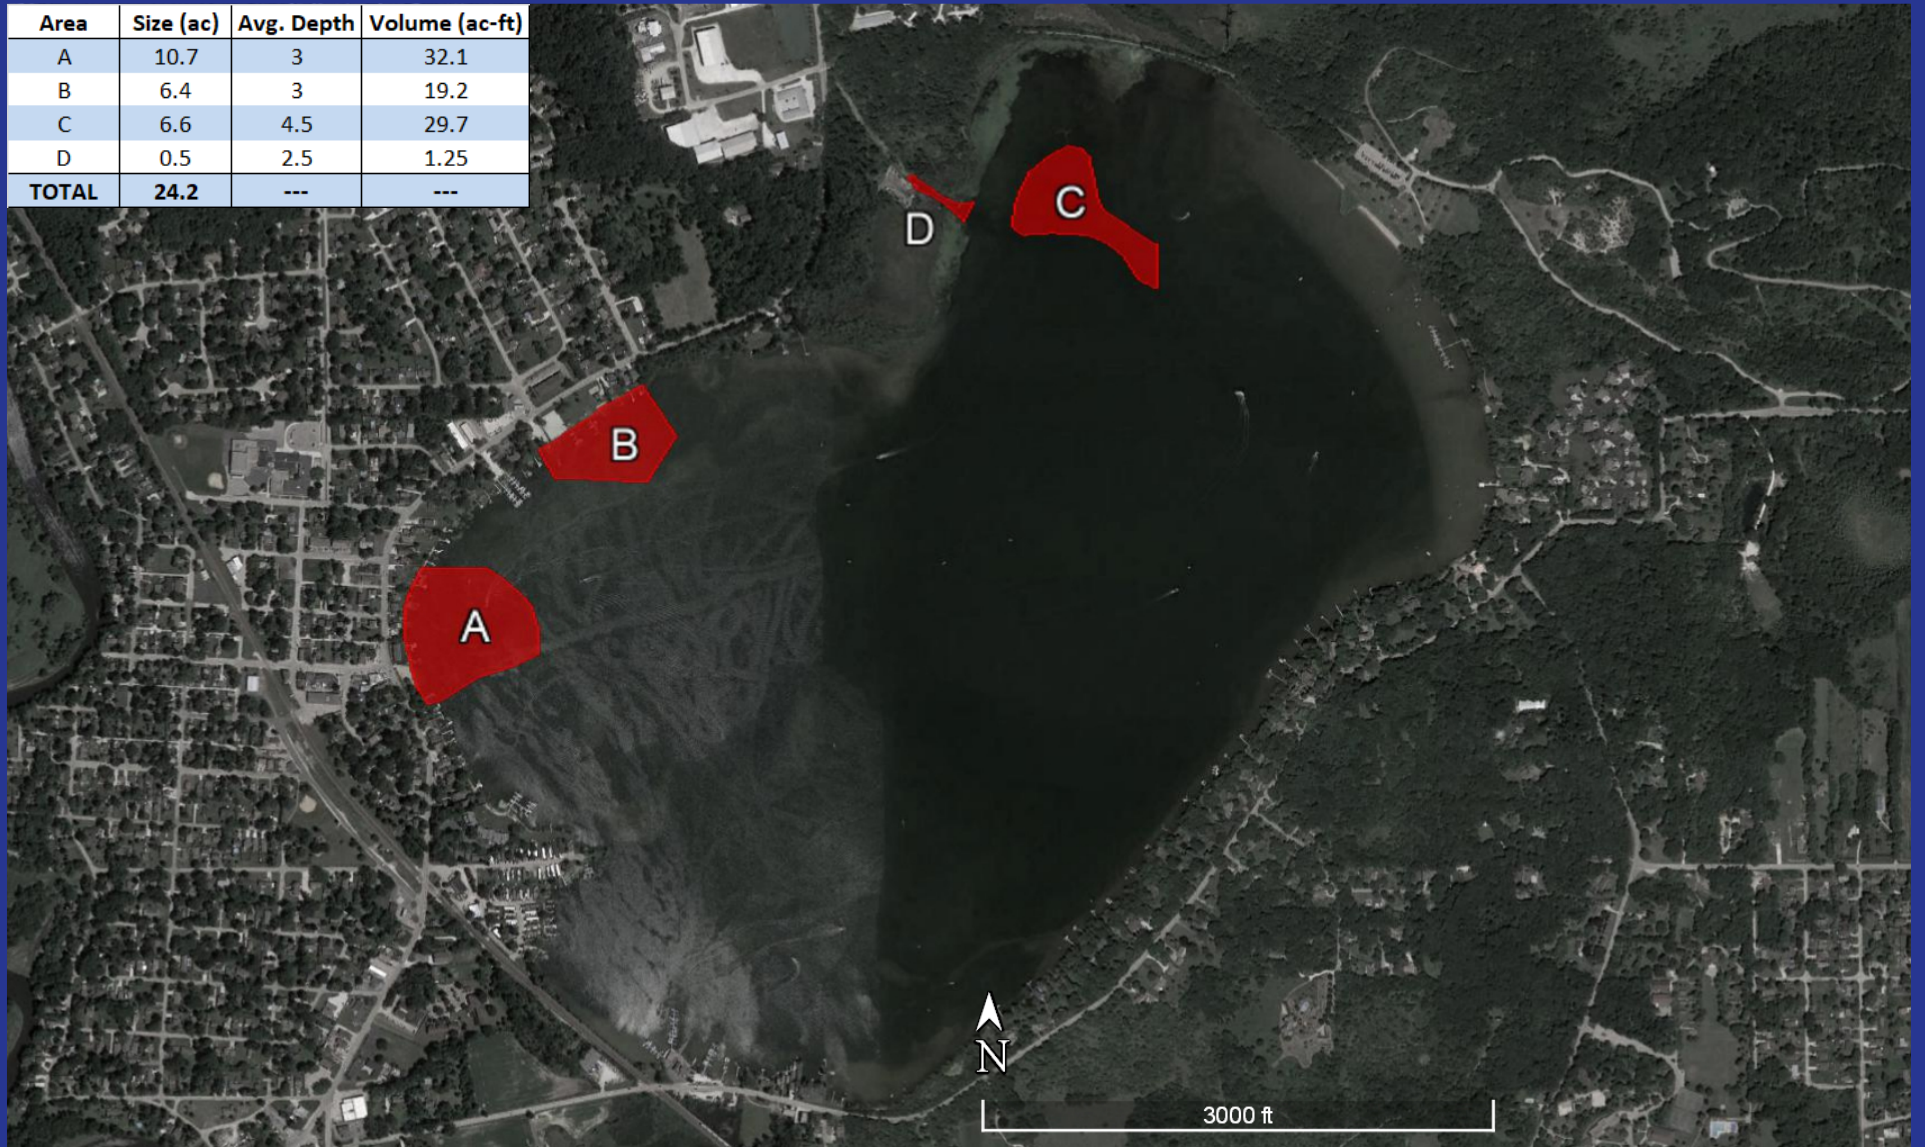 Area Size (ac) Avg. Depth Volume (ac-ft)
A 10.7 3 32.1
B 6.4 3 19.2
C 6.6 4.5 29.7
D 0.5 2.5 1.25
TOTAL 24.2 --- ---
C
D
B
A
N
3000 ft